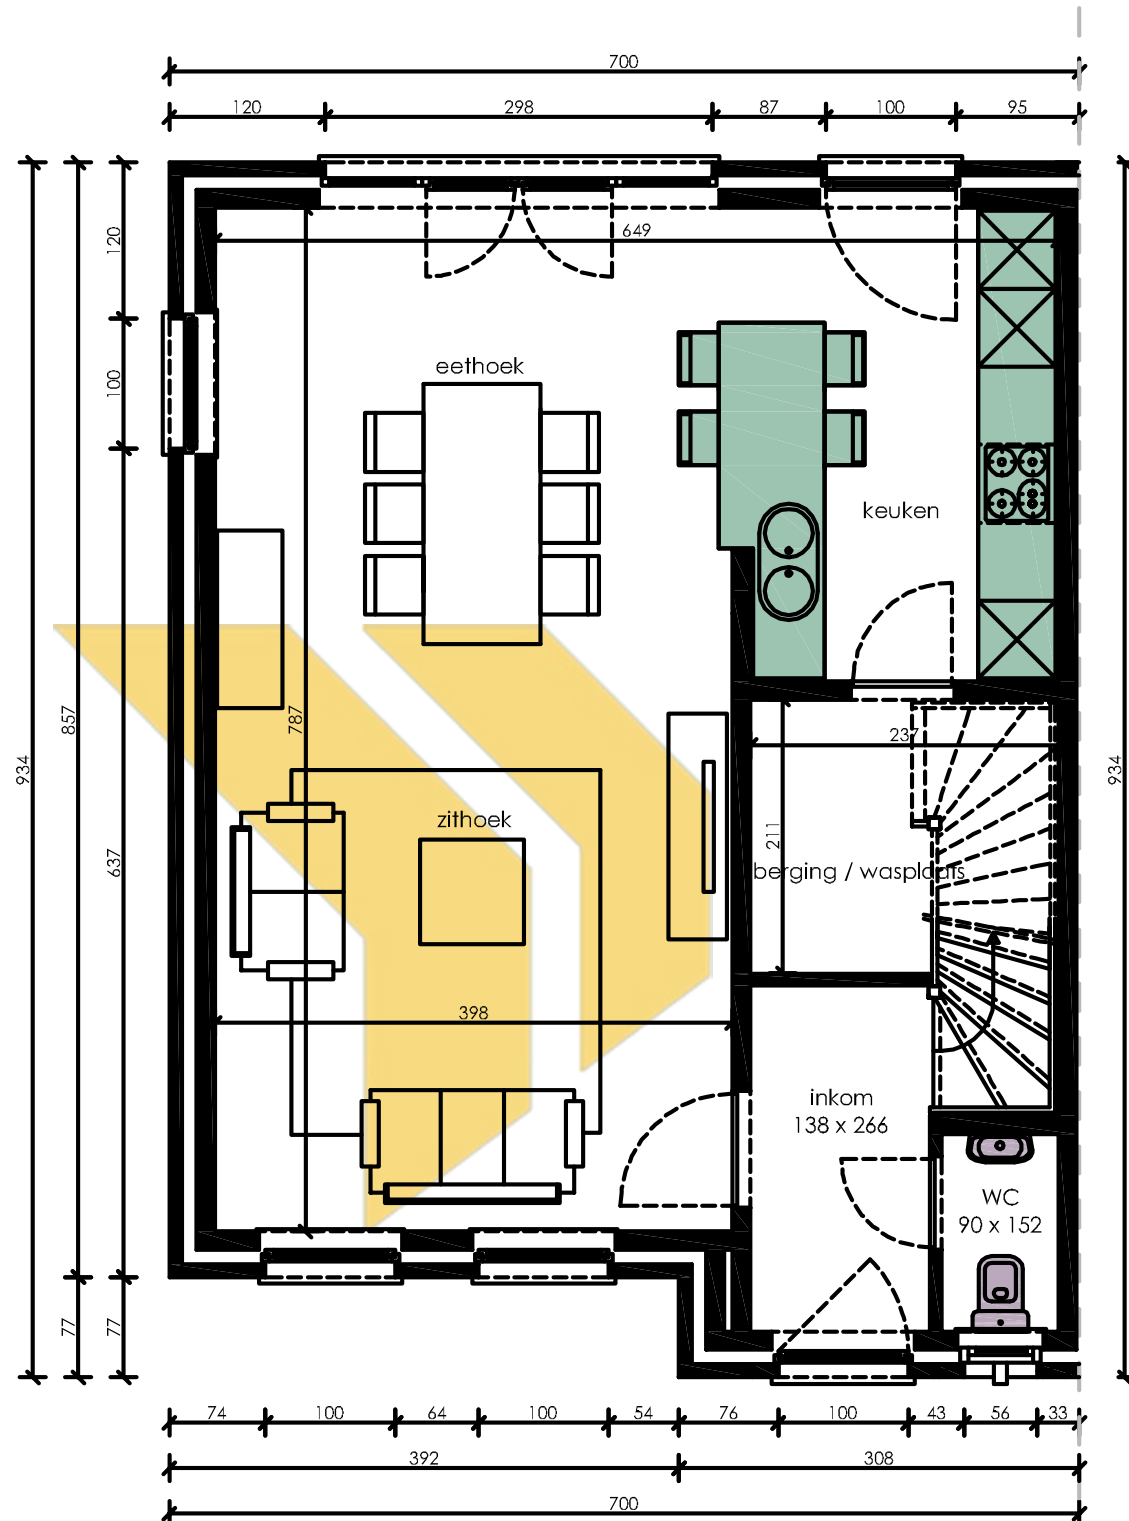 700
120 298 87 100 95
649
120
eethoek
100
keuken
857
787
237
934
934
zithoek
211
637
berging / wasplaats
398
inkom
138 x 266
WC
90 x 152
77
77
74 100 64 100 54 76 100 43 56 33
392 308
700